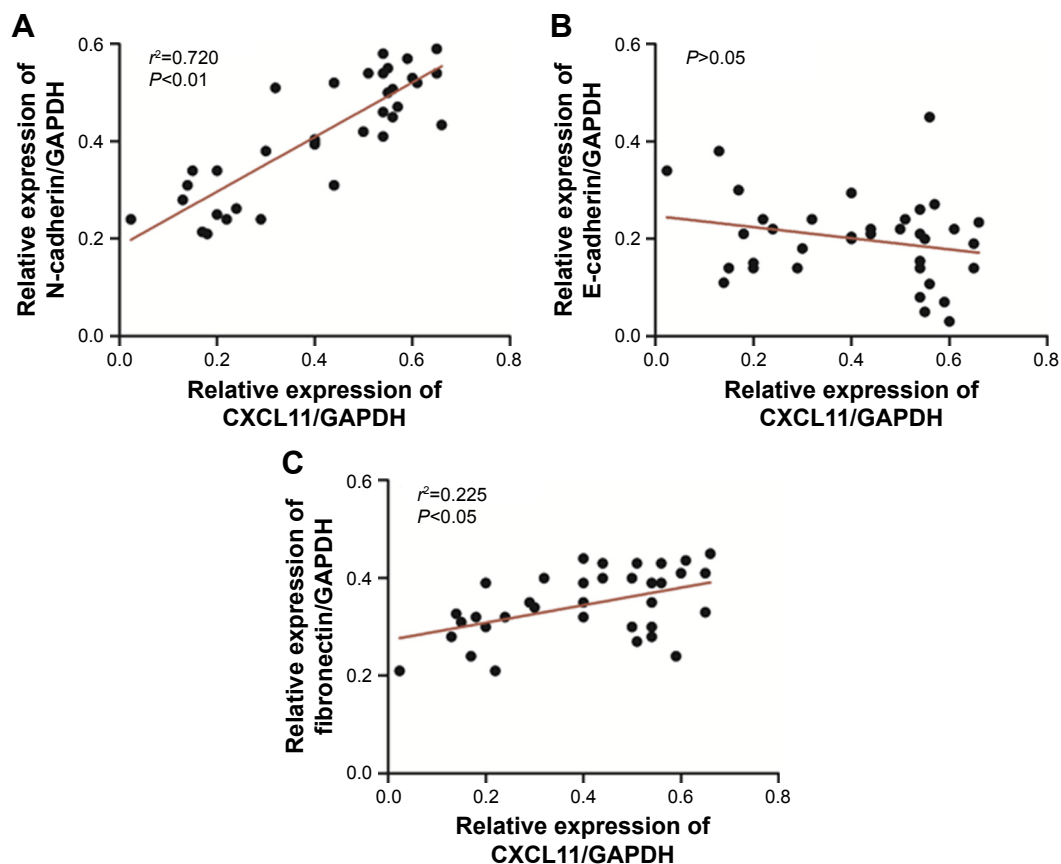 A
Relative expression of
N-cadherin/GAPDH
0.6
0.4
0.2
0.0
r²=0.720
P<0.01
0.0 0.2 0.4 0.6 0.8
Relative expression of
CXCL11/GAPDH
B
Relative expression of
E-cadherin/GAPDH
0.6
0.4
0.2
0.0
P>0.05
0.0 0.2 0.4 0.6 0.8
Relative expression of
CXCL11/GAPDH
C
Relative expression of
fibronectin/GAPDH
0.6
0.4
0.2
0.0
r²=0.225
P<0.05
0.0 0.2 0.4 0.6 0.8
Relative expression of
CXCL11/GAPDH